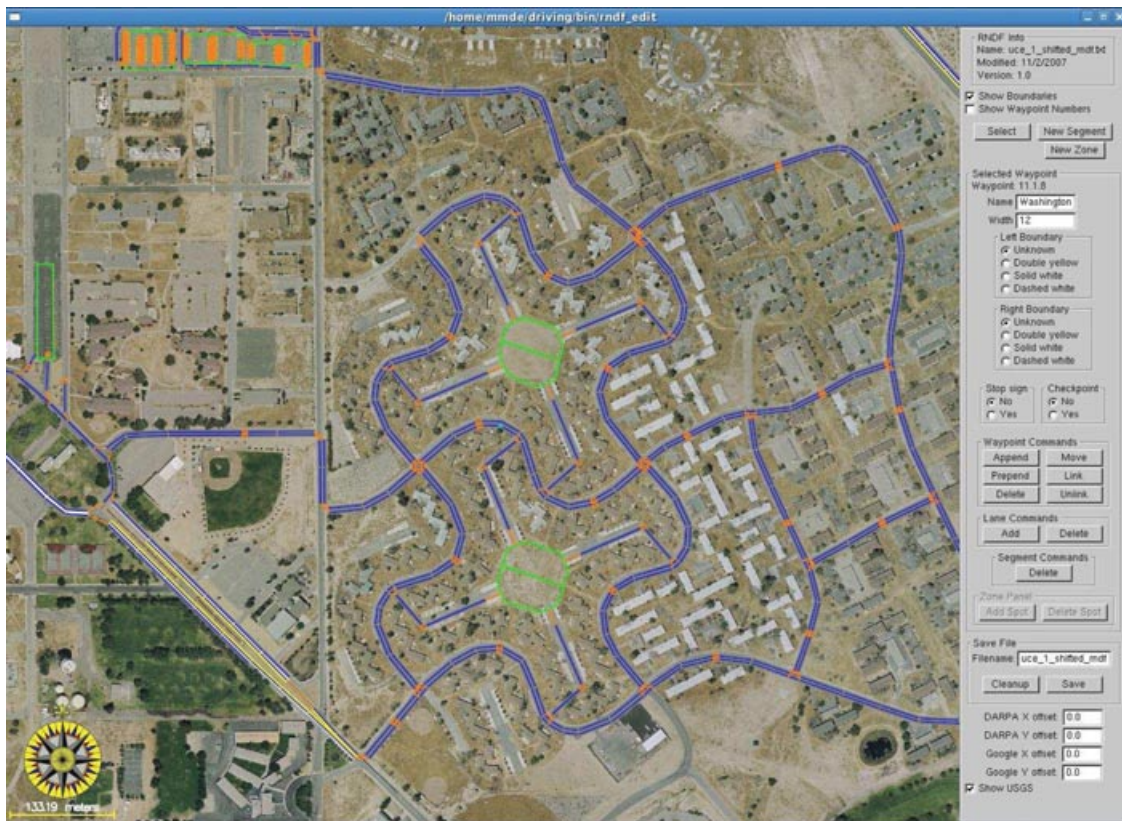 /home/mmde/driving/bin/rndf_edit
RNDF Info
Name: uce_1_shifted_mdf.txt
Modified: 11/2/2007
Version: 1.0
Show Boundaries
Show Waypoint Numbers
Select New Segment
New Zone
Selected Waypoint
Waypoint: 11.1.8
Name Washington
Width 12
Left Boundary
Unknown
Double yellow
Solid white
Dashed white
Right Boundary
Unknown
Double yellow
Solid white
Dashed white
Stop sign Checkpoint
No No
Yes Yes
Waypoint Commands
Append Move
Prepend Link
Delete Unlink
Lane Commands
Add Delete
Segment Commands
Delete
Zone Panel
Add Spot Delete Spot
Save File
Filename: uce_1_shifted_mdf
Cleanup Save
DARPA X offset: 0.0
DARPA Y offset: 0.0
Google X offset: 0.0
Google Y offset: 0.0
Show USGS
133.19 meters